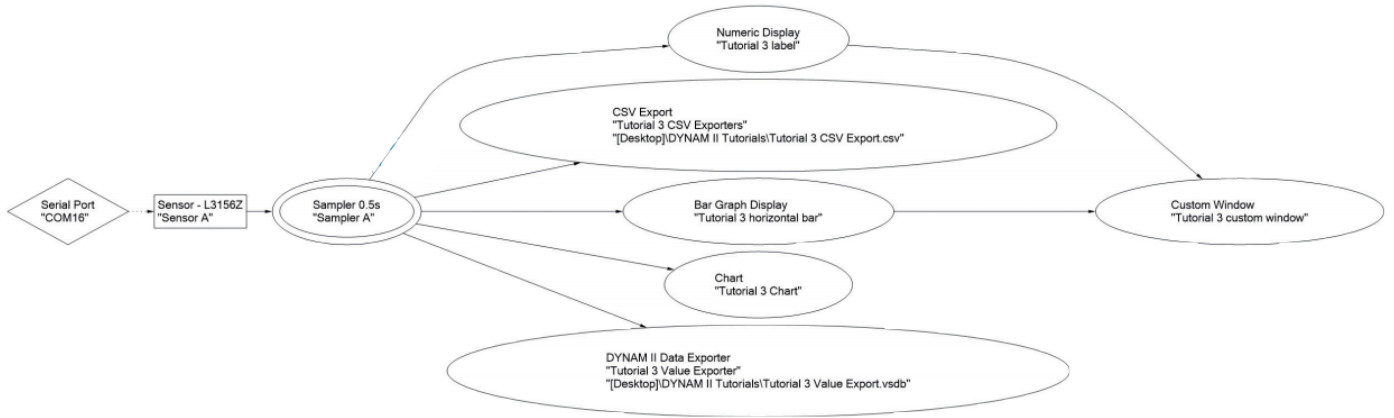 Numeric Display
"Tutorial 3 label"
CSV Export
"Tutorial 3 CSV Exporters"
"[Desktop]\DYNAM II Tutorials\Tutorial 3 CSV Export.csv"
Serial Port
"COM16"
Sensor - L3156Z
"Sensor A"
Sampler 0.5s
"Sampler A"
Bar Graph Display
"Tutorial 3 horizontal bar"
Custom Window
"Tutorial 3 custom window"
Chart
"Tutorial 3 Chart"
DYNAM II Data Exporter
"Tutorial 3 Value Exporter"
"[Desktop]\DYNAM II Tutorials\Tutorial 3 Value Export.vsdb"